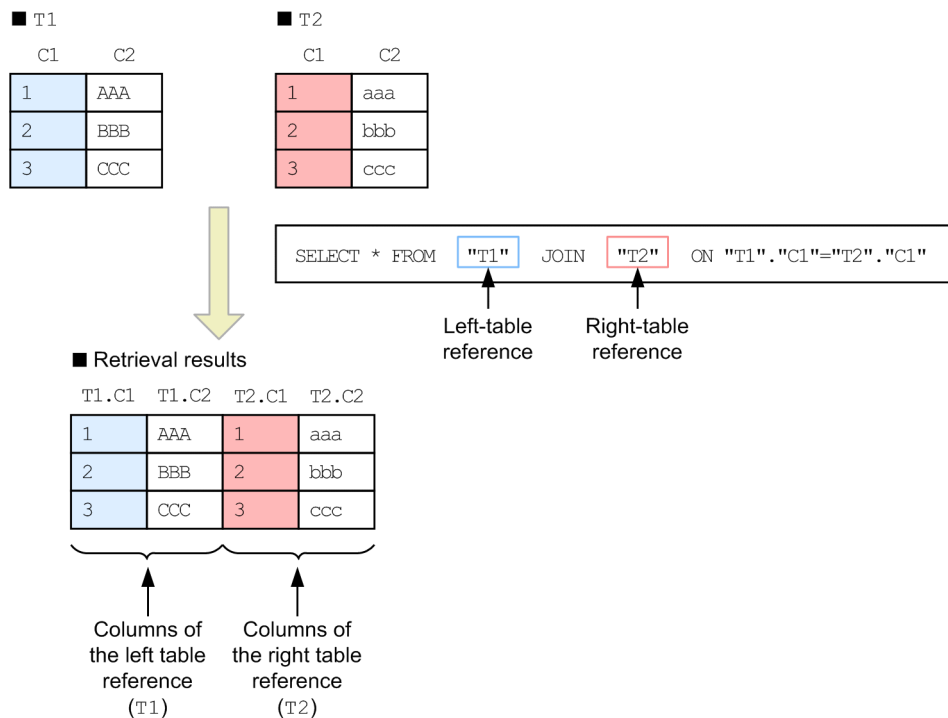 ■ T1
C1 C2
1 AAA
2 BBB
3 CCC
■ T2
C1 C2
1 aaa
2 bbb
3 ccc
SELECT * FROM "T1" JOIN "T2" ON "T1"."C1"="T2"."C1"
Left-table
reference
Right-table
reference
■ Retrieval results
T1.C1 T1.C2 T2.C1 T2.C2
1 AAA 1 aaa
2 BBB 2 bbb
3 CCC 3 ccc
Columns of
the left table
reference
(T1)
Columns of
the right table
reference
(T2)